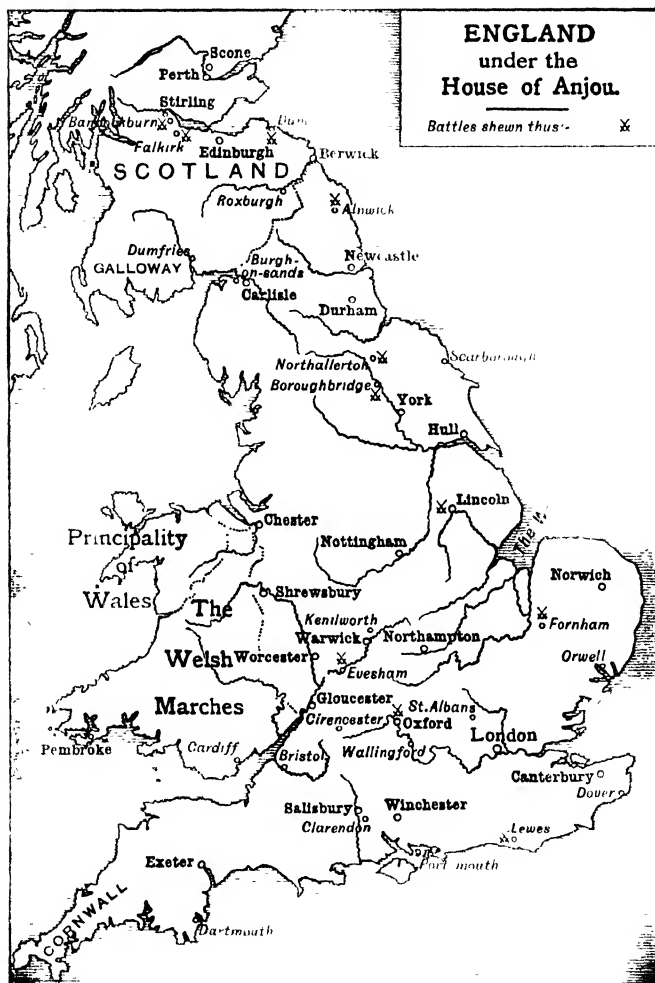 ENGLAND
under the
House of Anjou.
Battles shewn thus:-
Scone
Perth
Stirling
Bannockburn
Falkirk
Edinburgh
Berwick
SCOTLAND
Roxburgh
Alnwick
Dumfries
Burgh-
on-sands
Newcastle
GALLOWAY
Carlisle
Durham
Northallerton
Scarborough
Boroughbridge
York
Hull
Lincoln
Chester
Principality
of
Wales
Nottingham
The
Norwich
The
Shrewsbury
Kenilworth
Warwick
Northampton
Fornham
Welsh
Worcester
Evesham
Orwell
Marches
Gloucester
Cirencester
St.Albans
Oxford
London
Pembroke
Cardiff
Bristol
Wallingford
Canterbury
Dover
Salisbury
Winchester
Clarendon
Lewes
Exeter
CORNWALL
Dartmouth